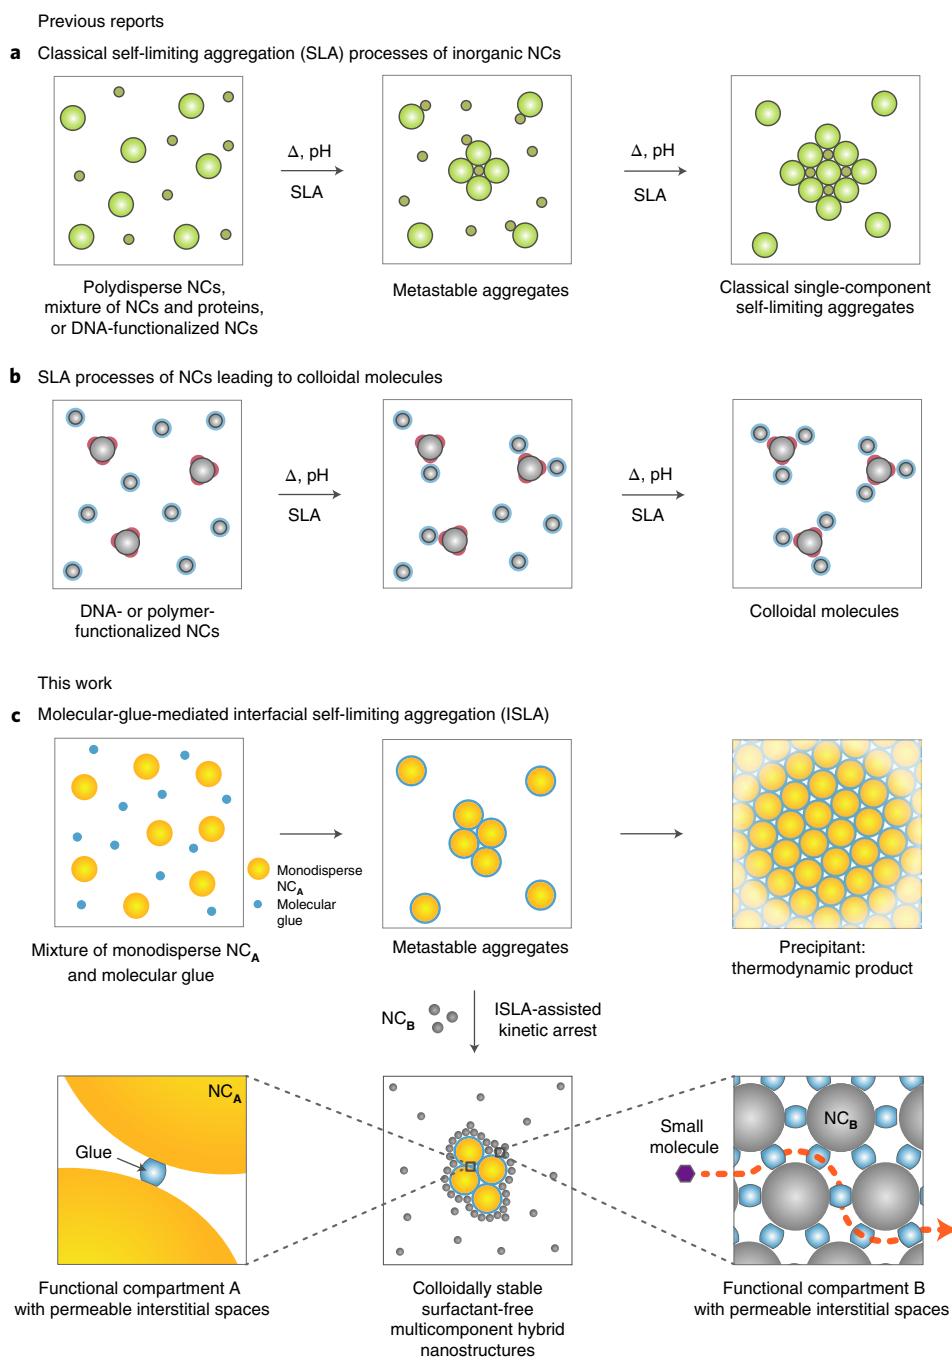 Previous reports
a Classical self-limiting aggregation (SLA) processes of inorganic NCs
Δ, pH
SLA
Δ, pH
SLA
Polydisperse NCs,
mixture of NCs and proteins,
or DNA-functionalized NCs
Metastable aggregates
Classical single-component
self-limiting aggregates
b SLA processes of NCs leading to colloidal molecules
Δ, pH
SLA
Δ, pH
SLA
DNA- or polymer-
functionalized NCs
Colloidal molecules
This work
c Molecular-glue-mediated interfacial self-limiting aggregation (ISLA)
Monodisperse
NCA
Molecular
glue
Mixture of monodisperse NCA
and molecular glue
Metastable aggregates
Precipitant:
thermodynamic product
NCB
ISLA-assisted
kinetic arrest
NCA
Glue
Small
molecule
NCB
Functional compartment A
with permeable interstitial spaces
Colloidally stable
surfactant-free
multicomponent hybrid
nanostructures
Functional compartment B
with permeable interstitial spaces